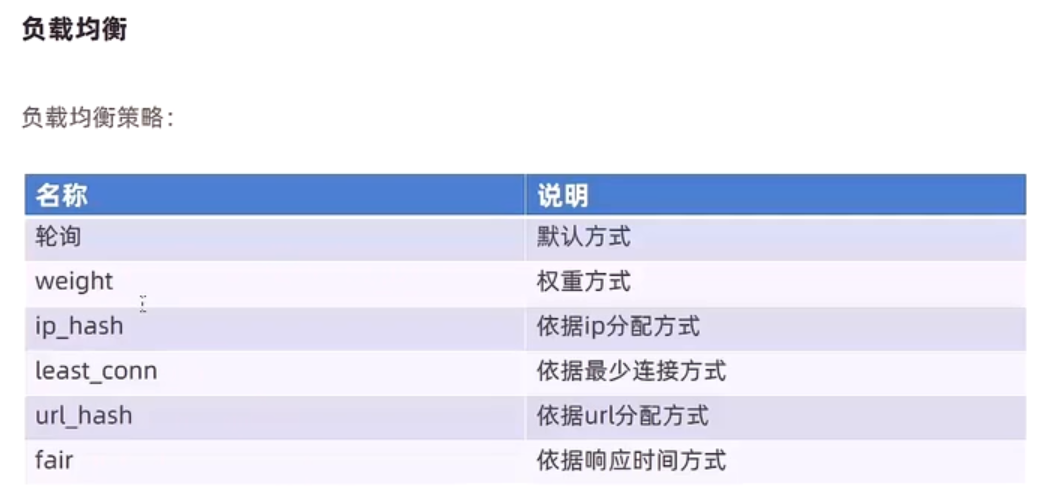 负载均衡
负载均衡策略：
名称 说明
轮询 默认方式
weight 权重方式
ip_hash 依据ip分配方式
least_conn 依据最少连接方式
url_hash 依据url分配方式
fair 依据响应时间方式